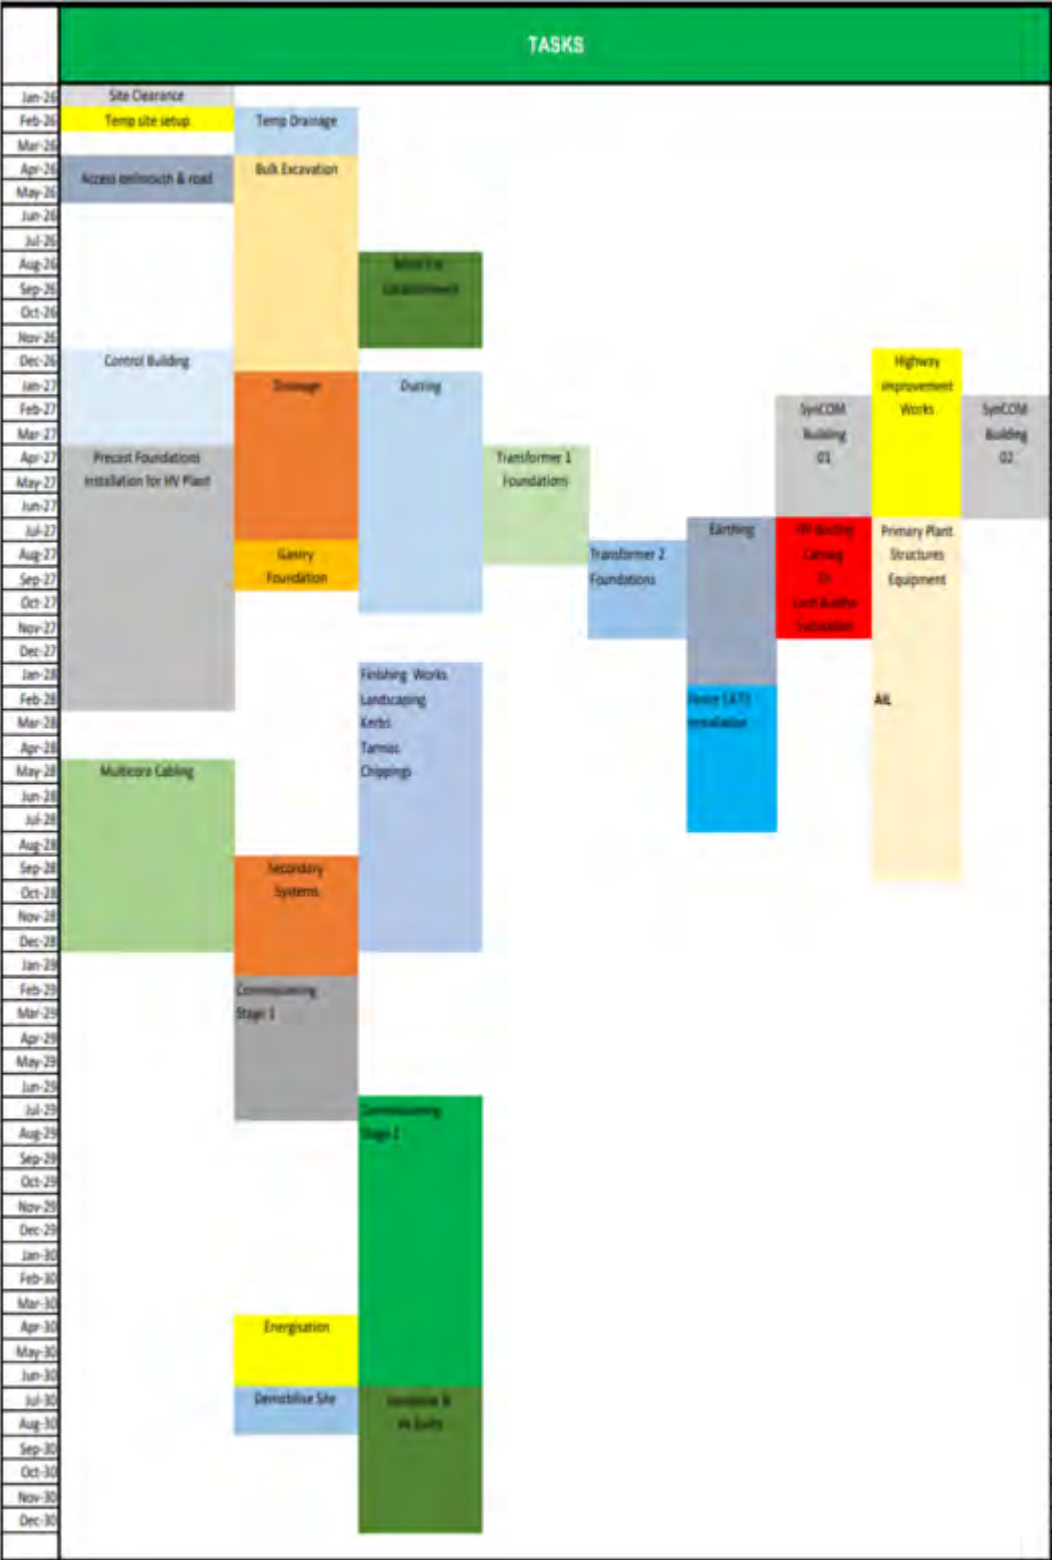 TASKS
Jan-26
Site Clearance
Feb-26
Temp site setup
Temp Drainage
Mar-26
Apr-26
Bulk Excavation
Access & road
May-26
Jun-26
Jul-26
Aug-26
Sep-26
Establishment
Oct-26
Nov-26
Dec-26
Control Building
Highway
Improvement
Works
Jan-27
Drainage
Ducting
Feb-27
SynCOM
Building
01
SynCOM
Building
02
Mar-27
Apr-27
Precast Foundations
Installation for HV Plant
Transformer 1
Foundations
May-27
Jun-27
Jul-27
Earthing
Primary Plant
Structures
Equipment
Aug-27
Gantry
Foundation
Transformer 2
Foundations
Sep-27
Oct-27
Nov-27
Substation
Dec-27
Jan-28
Finishing Works
Landscaping
Kerbs
Tarmac
Chippings
Feb-28
Installation
AIL
Mar-28
Apr-28
May-28
Multicore Cabling
Jun-28
Jul-28
Aug-28
Sep-28
Secondary
Systems
Oct-28
Nov-28
Dec-28
Jan-29
Feb-29
Commissioning
Stage 1
Mar-29
Apr-29
May-29
Jun-29
Jul-29
Commissioning
Stage 2
Aug-29
Sep-29
Oct-29
Nov-29
Dec-29
Jan-30
Feb-30
Mar-30
Apr-30
Energisation
May-30
Jun-30
Jul-30
Demobilise Site
Aug-30
Sep-30
Oct-30
Nov-30
Dec-30